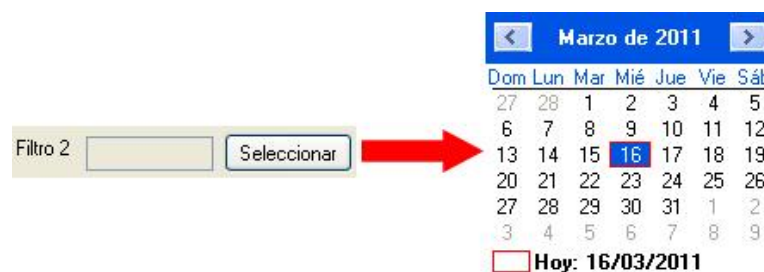 Filtro 2 Seleccionar
Marzo de 2011
Dom Lun Mar Mié Jue Vie Sáb
27 28 1 2 3 4 5
6 7 8 9 10 11 12
13 14 15 16 17 18 19
20 21 22 23 24 25 26
27 28 29 30 31 1 2
3 4 5 6 7 8 9
Hoy: 16/03/2011